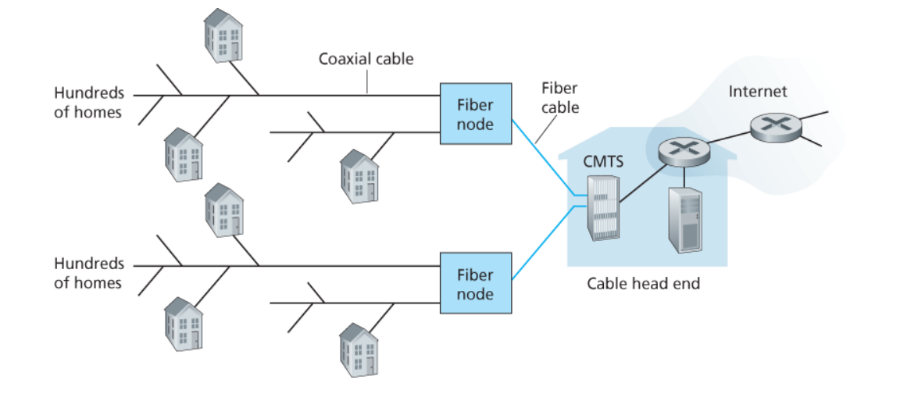 Coaxial cable
Hundreds
of homes
Fiber
node
Fiber
cable
Internet
CMTS
Hundreds
of homes
Fiber
node
Cable head end